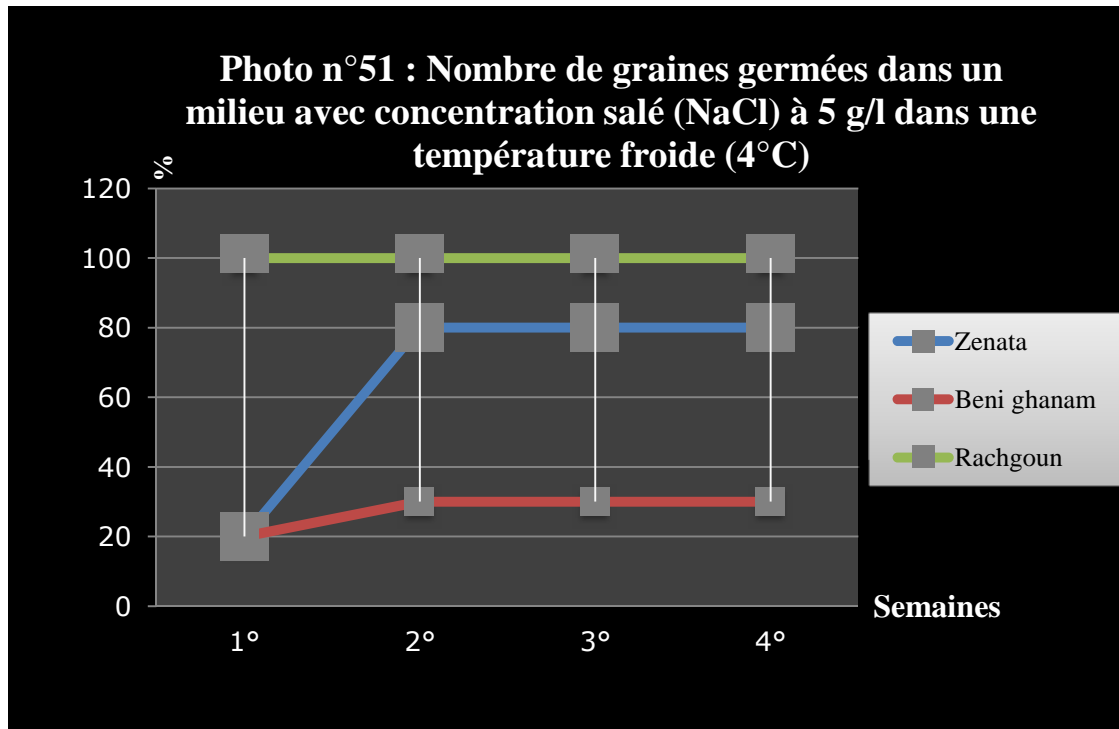 Photo n°51 : Nombre de graines germées dans un
milieu avec concentration salé (NaCl) à 5 g/l dans une
température froide (4°C)
%
120
100
80
60
40
20
0
1°
2°
3°
4°
Semaines
Zenata
Beni ghanam
Rachgoun